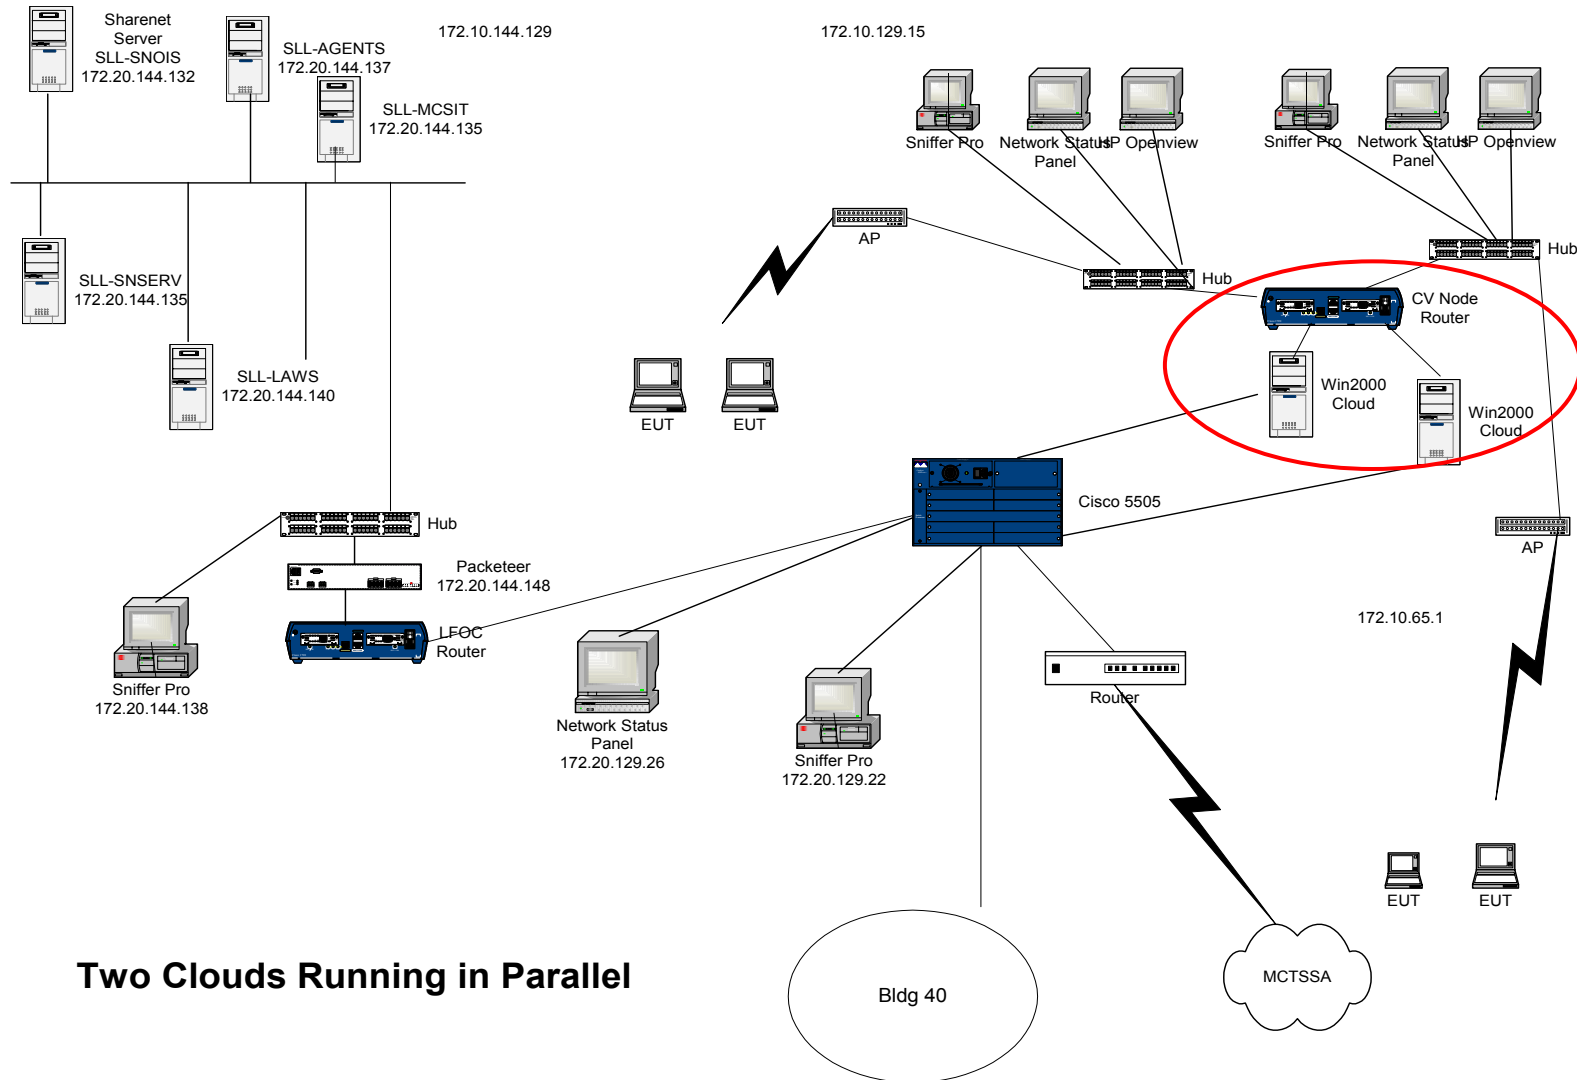 Sharenet
Server
SLL-SNOIS
172.20.144.132
SLL-AGENTS
172.20.144.137
SLL-MCSIT
172.20.144.135
172.10.144.129
172.10.129.15
Sniffer Pro
Network Status
Panel
HP Openview
Sniffer Pro
Network Status
Panel
HP Openview
AP
Hub
Hub
CV Node
Router
SLL-SNSERV
172.20.144.135
SLL-LAWS
172.20.144.140
EUT
EUT
Win2000
Cloud
Win2000
Cloud
Cisco 5505
Hub
Packeteer
172.20.144.148
LFOC
Router
AP
172.10.65.1
Sniffer Pro
172.20.144.138
Network Status
Panel
172.20.129.26
Sniffer Pro
172.20.129.22
Router
EUT
EUT
Two Clouds Running in Parallel
Bldg 40
MCTSSA